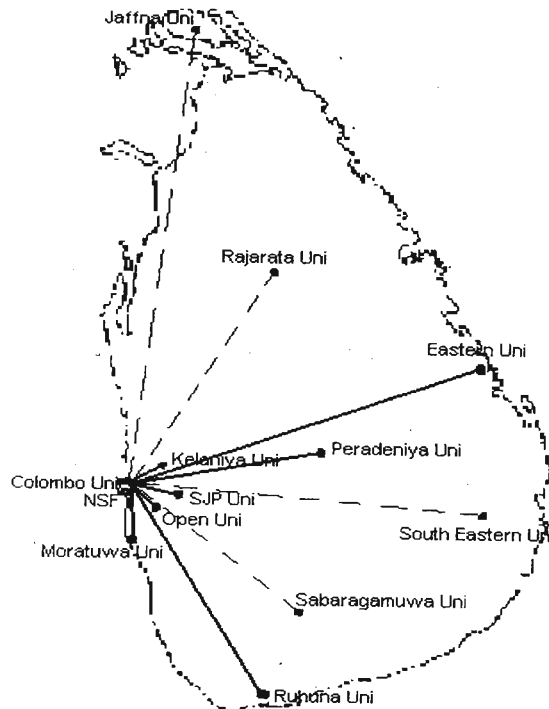 Jaffna Uni
Rajarata Uni
Eastern Uni
Kelaniya Uni
Peradeniya Uni
Colombo Uni
NSF
SJP Uni
Open Uni
South Eastern Uni
Moratuwa Uni
Sabaragamuwa Uni
Ruhuna Uni